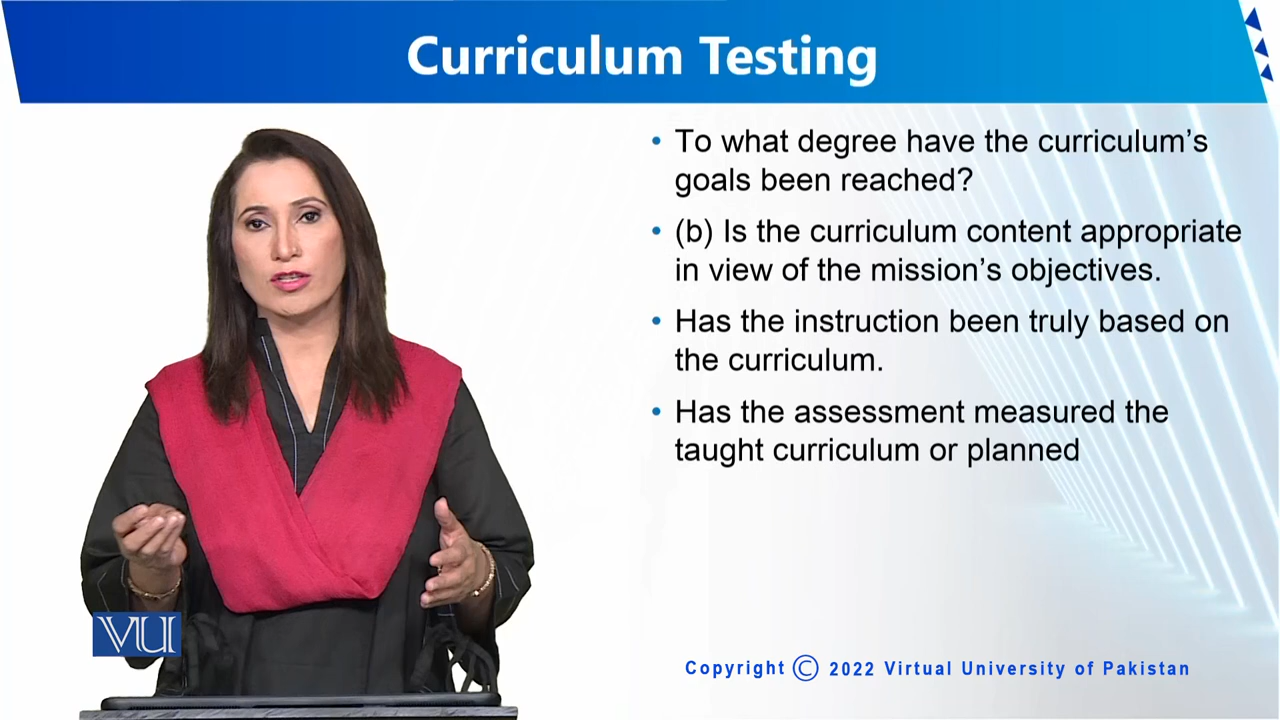 Curriculum Testing
• To what degree have the curriculum's
goals been reached?
• (b) Is the curriculum content appropriate
in view of the mission's objectives.
• Has the instruction been truly based on
the curriculum.
• Has the assessment measured the
taught curriculum or planned
VU
Copyright © 2022 Virtual University of Pakistan